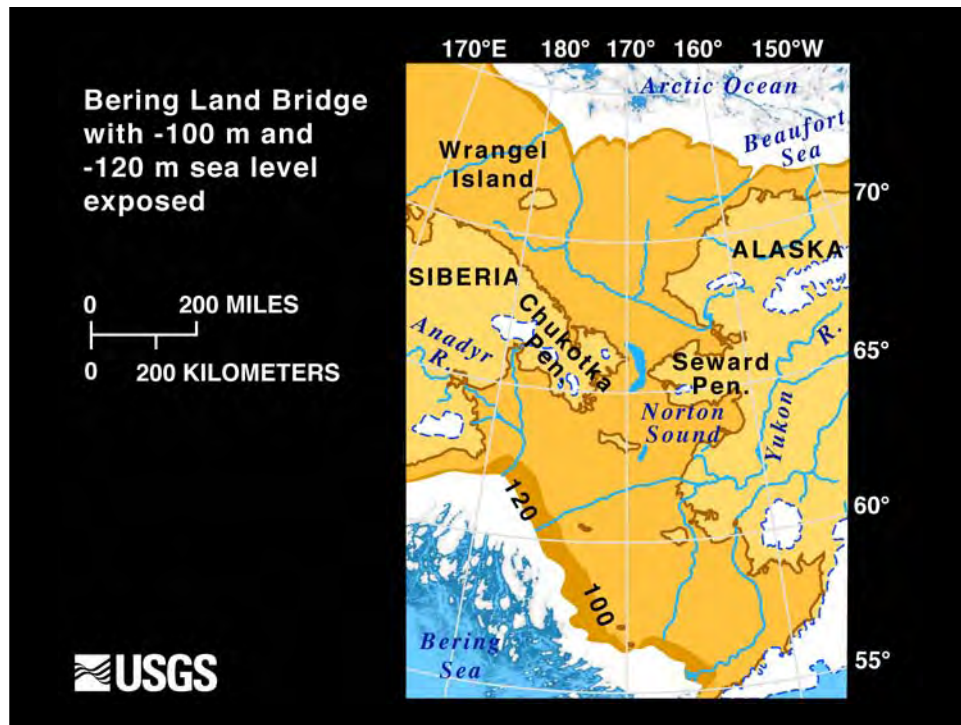 170°E 180° 170° 160° 150°W
Bering Land Bridge
with -100 m and
-120 m sea level
exposed
0 200 MILES
0 200 KILOMETERS
Arctic Ocean
Beaufort
Sea
Wrangel
Island
70°
ALASKA
SIBERIA
Chukotka
Pen.
Anadyr
R.
R.
65°
Seward
Pen.
Norton
Sound
Yukon
120
60°
100
Bering
Sea
55°
USGS